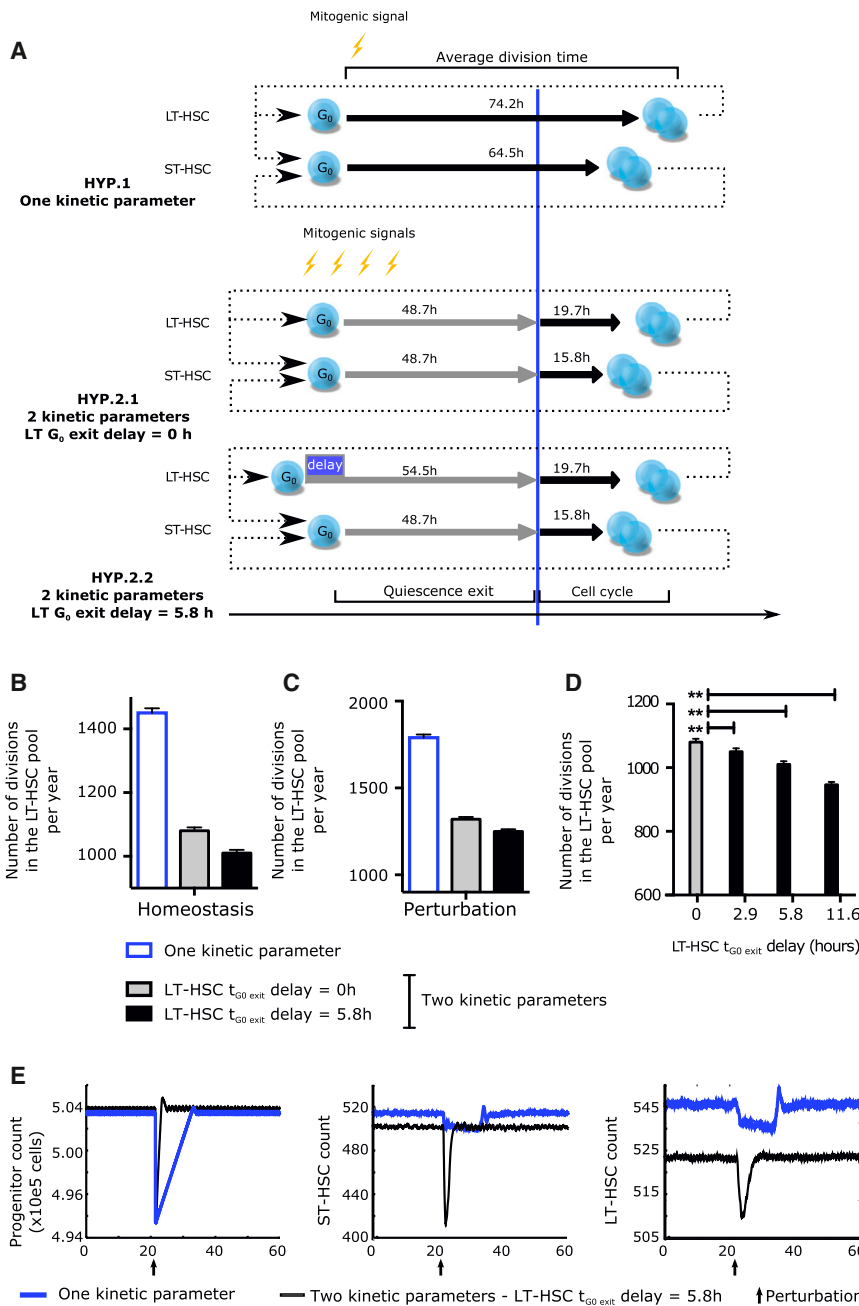 A
Mitogenic signal
Average division time
LT-HSC
G0
74.2h
ST-HSC
G0
64.5h
HYP.1
One kinetic parameter
Mitogenic signals
LT-HSC
G0
48.7h
19.7h
ST-HSC
G0
48.7h
15.8h
HYP.2.1
2 kinetic parameters
LT G0 exit delay = 0 h
LT-HSC
G0
delay
54.5h
19.7h
ST-HSC
G0
48.7h
15.8h
HYP.2.2
2 kinetic parameters
LT G0 exit delay = 5.8 h
Quiescence exit
Cell cycle
B
Number of divisions
in the LT-HSC pool
per year
1400
1200
1000
Homeostasis
C
Number of divisions
in the LT-HSC pool
per year
2000
1500
1000
Perturbation
D
Number of divisions
in the LT-HSC pool
per year
1200
1000
800
600
**
**
**
0
2.9
5.8
11.6
LT-HSC tG0 exit delay (hours)
One kinetic parameter
LT-HSC tG0 exit delay = 0h
LT-HSC tG0 exit delay = 5.8h
Two kinetic parameters
E
Progenitor count
(x10e5 cells)
5.04
5.00
4.96
4.94
0
20
40
60
ST-HSC count
520
480
440
400
0
20
40
60
LT-HSC count
545
525
515
505
0
20
40
60
One kinetic parameter
Two kinetic parameters - LT-HSC tG0 exit delay = 5.8h
Perturbation